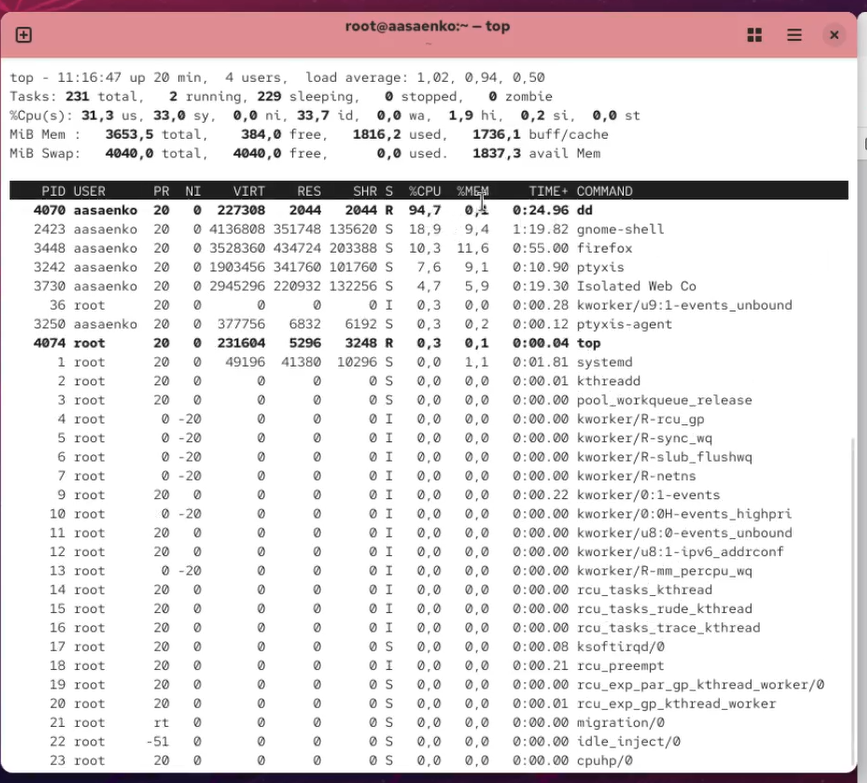 root@aasaenko:~ — top
~
top - 11:16:47 up 20 min,  4 users,  load average: 1,02, 0,94, 0,50
Tasks: 231 total,   2 running, 229 sleeping,   0 stopped,   0 zombie
%Cpu(s): 31,3 us, 33,0 sy,  0,0 ni, 33,7 id,  0,0 wa,  1,9 hi,  0,2 si,  0,0 st
MiB Mem :   3653,5 total,    384,0 free,   1816,2 used,   1736,1 buff/cache
MiB Swap:   4040,0 total,   4040,0 free,      0,0 used.   1837,3 avail Mem
PID USER      PR  NI    VIRT    RES    SHR S  %CPU  %MEM     TIME+ COMMAND
4070 aasaenko  20   0  227308   2044   2044 R  94,7   0,1   0:24.96 dd
2423 aasaenko  20   0 4136808 351748 135620 S  18,9   9,4   1:19.82 gnome-shell
3448 aasaenko  20   0 3528360 434724 203388 S  10,3  11,6   0:55.00 firefox
3242 aasaenko  20   0 1903456 341760 101760 S   7,6   9,1   0:10.90 ptyxis
3730 aasaenko  20   0 2945296 220932 132256 S   4,7   5,9   0:19.30 Isolated Web Co
36 root      20   0       0      0      0 I   0,3   0,0   0:00.28 kworker/u9:1-events_unbound
3250 aasaenko  20   0  377756   6832   6192 S   0,3   0,2   0:00.12 ptyxis-agent
4074 root      20   0  231604   5296   3248 R   0,3   0,1   0:00.04 top
1 root      20   0   49196  41380  10296 S   0,0   1,1   0:01.81 systemd
2 root      20   0       0      0      0 S   0,0   0,0   0:00.00 kthreadd
3 root      20   0       0      0      0 S   0,0   0,0   0:00.00 pool_workqueue_release
4 root       0 -20       0      0      0 I   0,0   0,0   0:00.00 kworker/R-rcu_gp
5 root       0 -20       0      0      0 I   0,0   0,0   0:00.00 kworker/R-sync_wq
6 root       0 -20       0      0      0 I   0,0   0,0   0:00.00 kworker/R-slub_flushwq
7 root       0 -20       0      0      0 I   0,0   0,0   0:00.00 kworker/R-netns
9 root      20   0       0      0      0 I   0,0   0,0   0:00.22 kworker/0:1-events
10 root       0 -20       0      0      0 I   0,0   0,0   0:00.00 kworker/0:0H-events_highpri
11 root      20   0       0      0      0 I   0,0   0,0   0:00.00 kworker/u8:0-events_unbound
12 root      20   0       0      0      0 I   0,0   0,0   0:00.00 kworker/u8:1-ipv6_addrconf
13 root       0 -20       0      0      0 I   0,0   0,0   0:00.00 kworker/R-mm_percpu_wq
14 root      20   0       0      0      0 I   0,0   0,0   0:00.00 rcu_tasks_kthread
15 root      20   0       0      0      0 I   0,0   0,0   0:00.00 rcu_tasks_rude_kthread
16 root      20   0       0      0      0 I   0,0   0,0   0:00.00 rcu_tasks_trace_kthread
17 root      20   0       0      0      0 S   0,0   0,0   0:00.08 ksoftirqd/0
18 root      20   0       0      0      0 I   0,0   0,0   0:00.21 rcu_preempt
19 root      20   0       0      0      0 S   0,0   0,0   0:00.00 rcu_exp_par_gp_kthread_worker/0
20 root      20   0       0      0      0 S   0,0   0,0   0:00.01 rcu_exp_gp_kthread_worker
21 root      rt   0       0      0      0 S   0,0   0,0   0:00.00 migration/0
22 root     -51   0       0      0      0 S   0,0   0,0   0:00.00 idle_inject/0
23 root      20   0       0      0      0 S   0,0   0,0   0:00.00 cpuhp/0